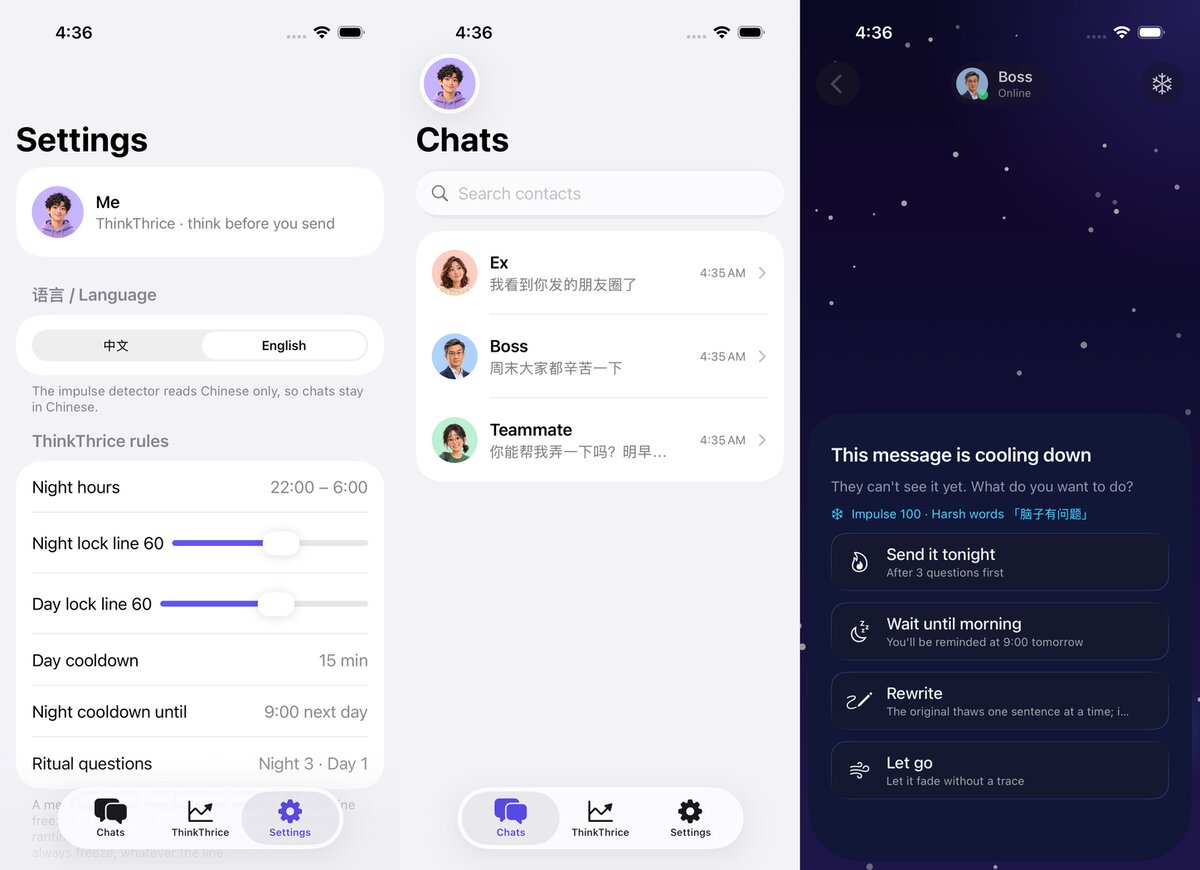 4:36
Settings
Me
ThinkThrice · think before you send
语言 / Language
中文
English
The impulse detector reads Chinese only, so chats stay
in Chinese.
ThinkThrice rules
Night hours
22:00 – 6:00
Night lock line 60
Day lock line 60
Day cooldown
15 min
Night cooldown until
9:00 next day
Ritual questions
Night 3 · Day 1
always freeze, whatever the line.
Chats
ThinkThrice
Settings
4:36
Chats
Search contacts
Ex
4:35 AM
我看到你发的朋友圈了
Boss
4:35 AM
周末大家都辛苦一下
Teammate
4:35 AM
你能帮我弄一下吗？明早...
Chats
ThinkThrice
Settings
4:36
Boss
Online
This message is cooling down
They can't see it yet. What do you want to do?
Impulse 100 · Harsh words 「脑子有问题」
Send it tonight
After 3 questions first
Wait until morning
You'll be reminded at 9:00 tomorrow
Rewrite
The original thaws one sentence at a time; i...
Let go
Let it fade without a trace